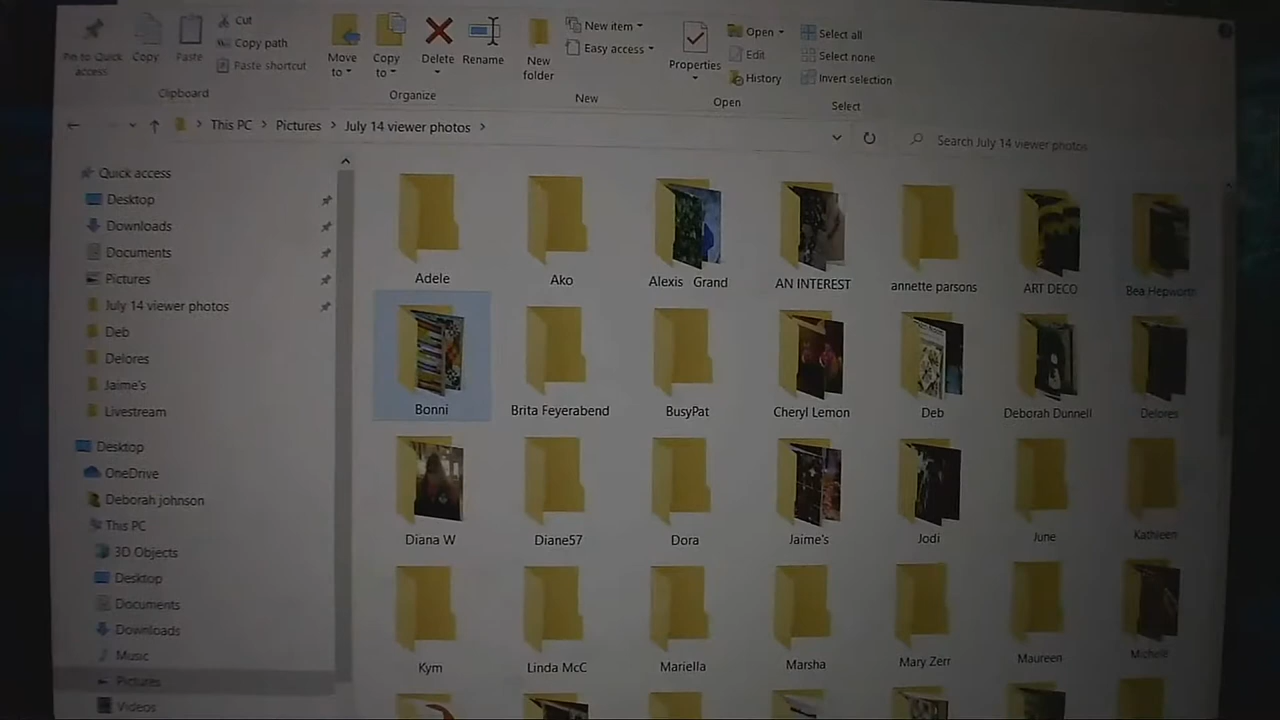 Pin to Quick access
Copy
Paste
Cut
Copy path
Paste shortcut
Clipboard
Move to
Copy to
Delete
Rename
Organize
New folder
New item
Easy access
New
Properties
Open
Edit
History
Open
Select all
Select none
Invert selection
Select
This PC > Pictures > July 14 viewer photos >
Search July 14 viewer photos
Quick access
Desktop
Downloads
Documents
Pictures
July 14 viewer photos
Deb
Delores
Jaime's
Livestream
Desktop
OneDrive
Deborah johnson
This PC
3D Objects
Desktop
Documents
Downloads
Music
Pictures
Videos
Adele
Ako
Alexis Grand
AN INTEREST
annette parsons
ART DECO
Bea Hepworth
Bonni
Brita Feyerabend
BusyPat
Cheryl Lemon
Deb
Deborah Dunnell
Delores
Diana W
Diane57
Dora
Jaime's
Jodi
June
Kathleen
Kym
Linda McC
Mariella
Marsha
Mary Zerr
Maureen
Michele